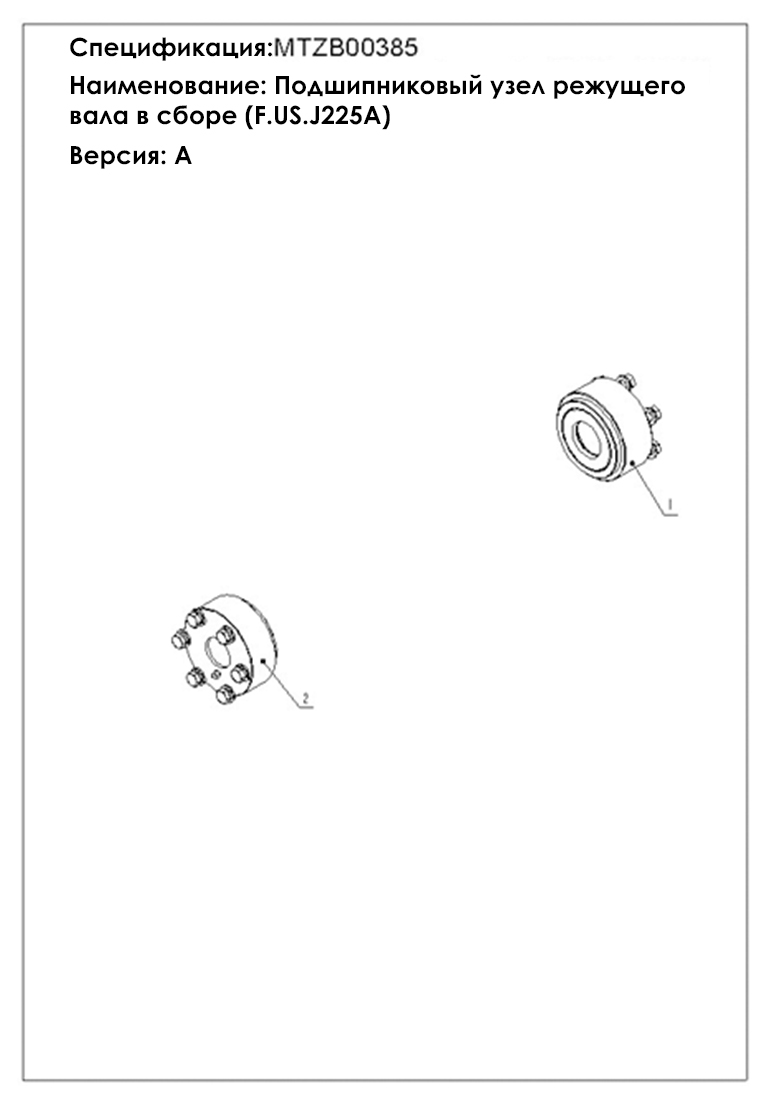 Спецификация:MTZB00385
Наименование: Подшипниковый узел режущего
вала в сборе (F.US.J225A)
Версия: A
1
2